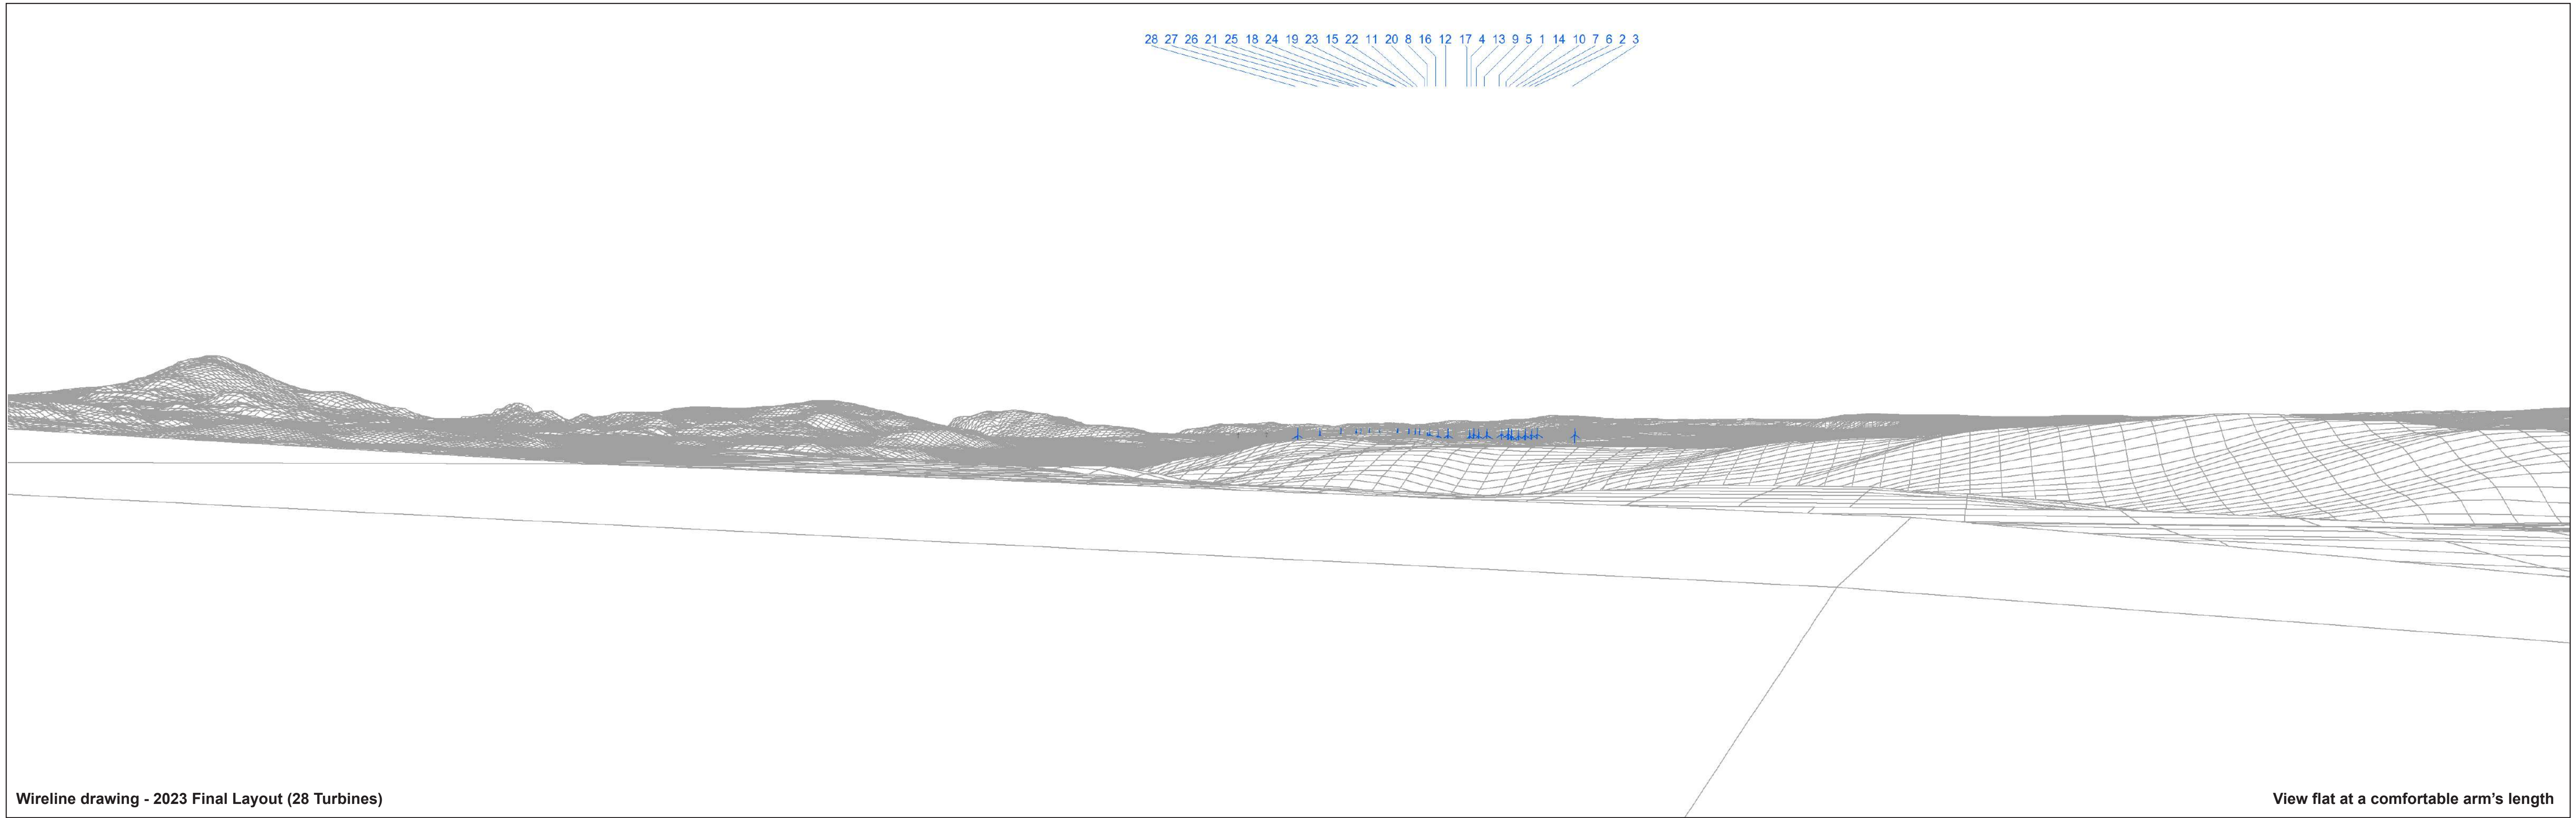 28 27 26 21 25 18 24 19 23 15 22 11 20 8 16 12 17 4 13 9 5 1 14 10 7 6 2 3
Wireline drawing - 2023 Final Layout (28 Turbines)
View flat at a comfortable arm’s length